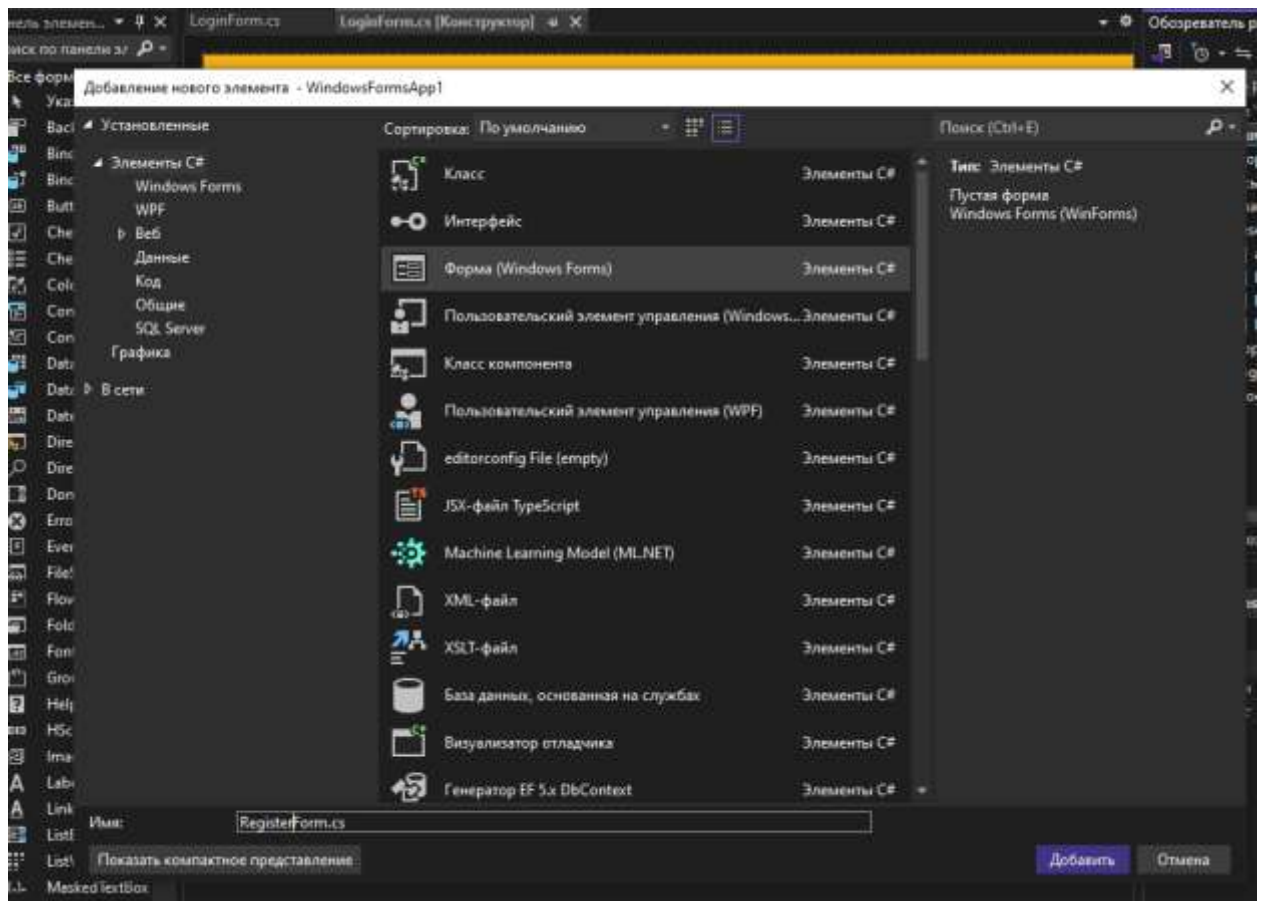 LoginForm.cs
LoginForm.cs [Конструктор]
Обозреватель
Добавление нового элемента - WindowsFormsApp1
Установленные
Элементы C#
Windows Forms
WPF
Веб
Данные
Код
Общие
SQL Server
Графика
В сети
Сортировка: По умолчанию
Класс Элементы C#
Интерфейс Элементы C#
Форма (Windows Forms) Элементы C#
Пользовательский элемент управления (Windows... Элементы C#
Класс компонента Элементы C#
Пользовательский элемент управления (WPF) Элементы C#
editorconfig File (empty) Элементы C#
JSX-файл TypeScript Элементы C#
Machine Learning Model (ML.NET) Элементы C#
XML-файл Элементы C#
XSLT-файл Элементы C#
База данных, основанная на службах Элементы C#
Визуализатор отладчика Элементы C#
Генератор EF 5.x DbContext Элементы C#
Поиск (Ctrl+E)
Тип: Элементы C#
Пустая форма
Windows Forms (WinForms)
Имя: RegisterForm.cs
Показать компактное представление
Добавить Отмена
MaskedTextBox